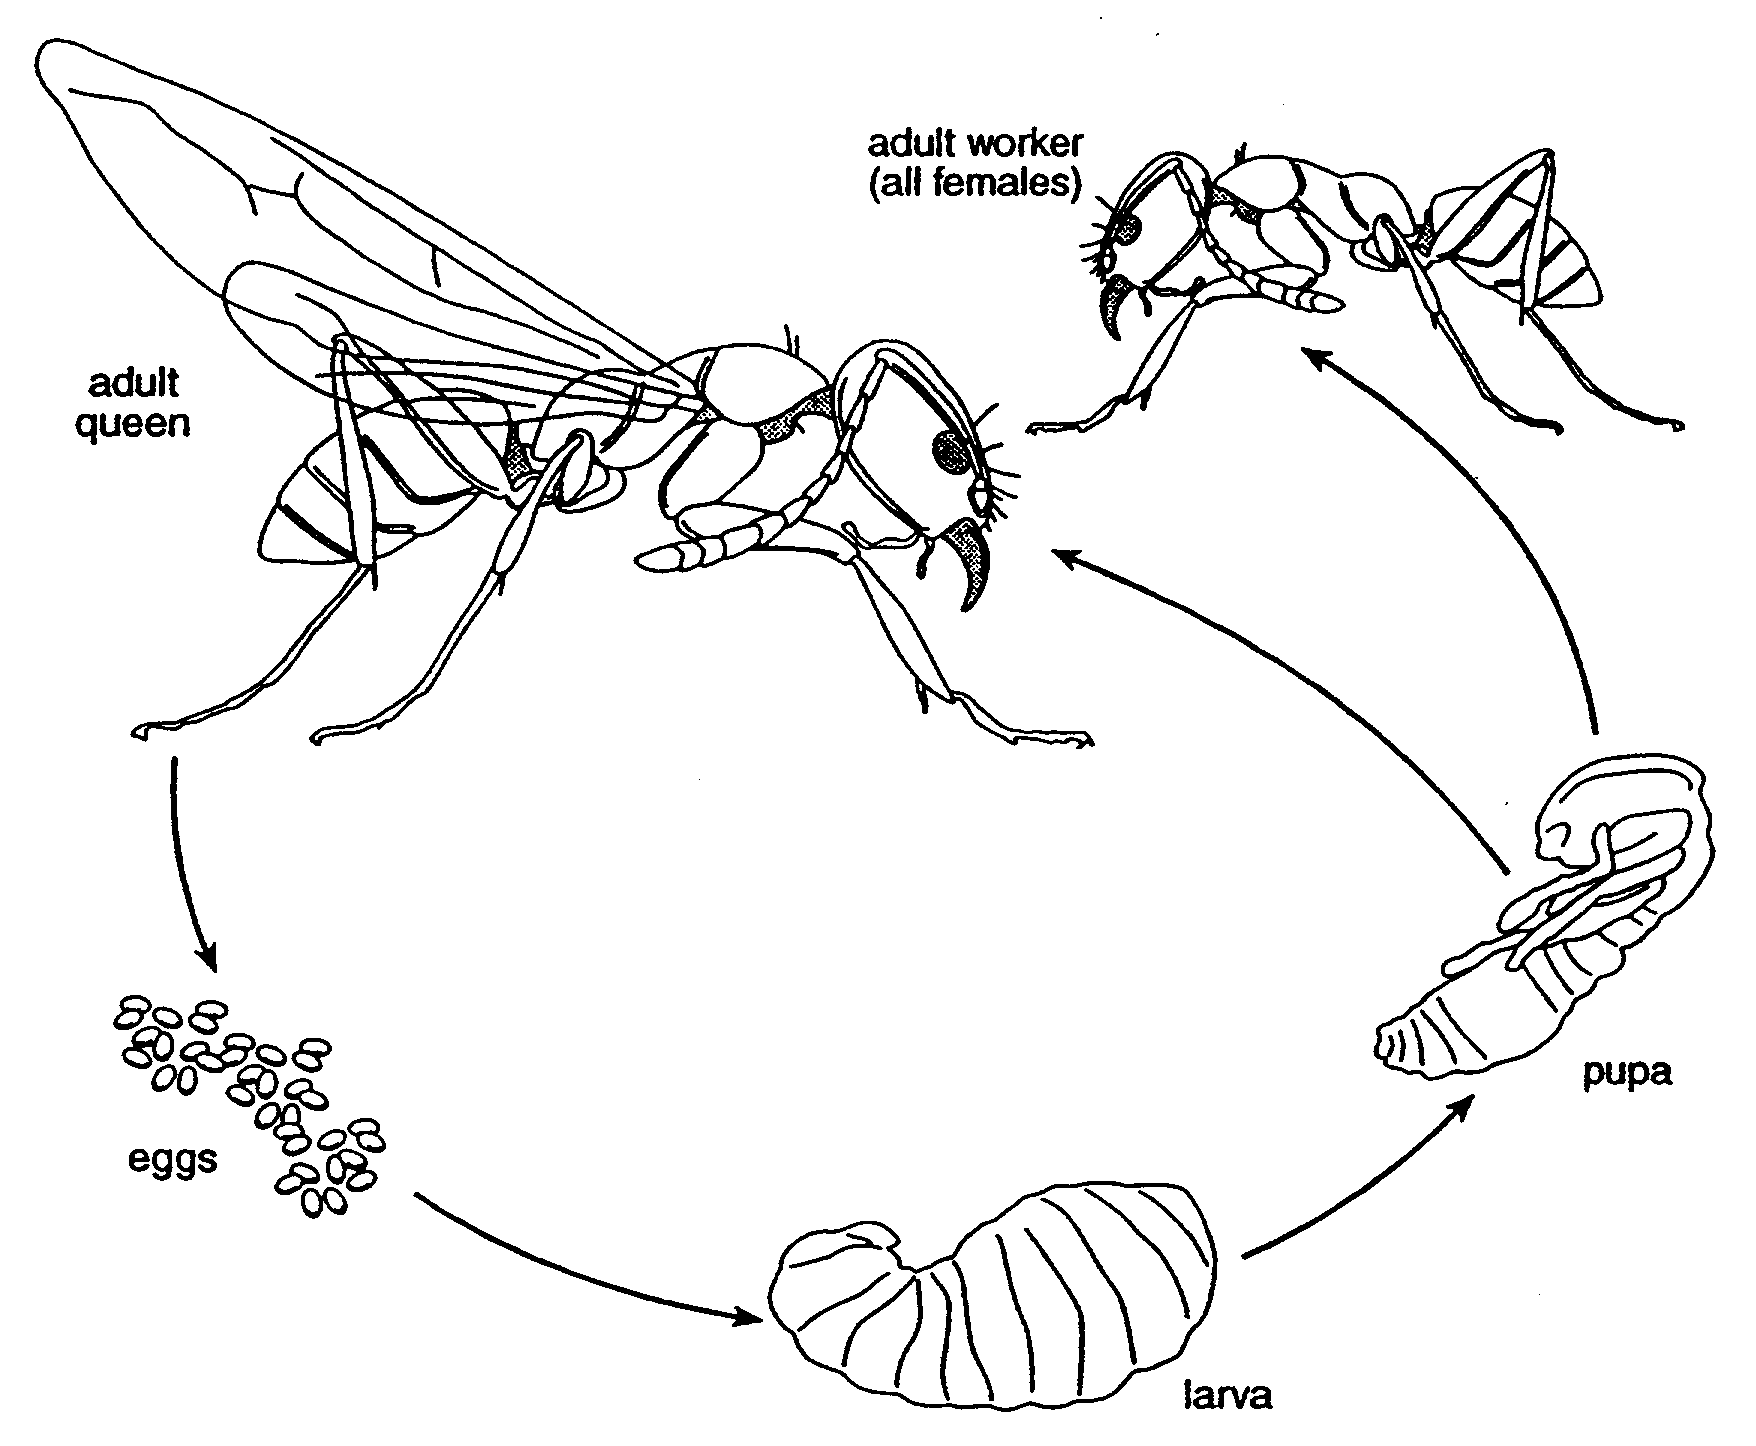 adult worker
(all females)
adult
queen
pupa
eggs
larva